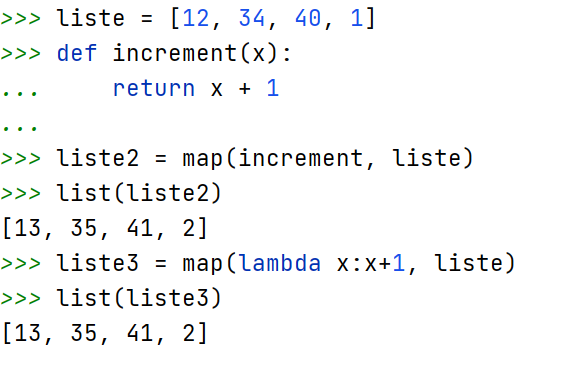 >>> liste = [12, 34, 40, 1]
>>> def increment(x):
...     return x + 1
...
>>> liste2 = map(increment, liste)
>>> list(liste2)
[13, 35, 41, 2]
>>> liste3 = map(lambda x:x+1, liste)
>>> list(liste3)
[13, 35, 41, 2]